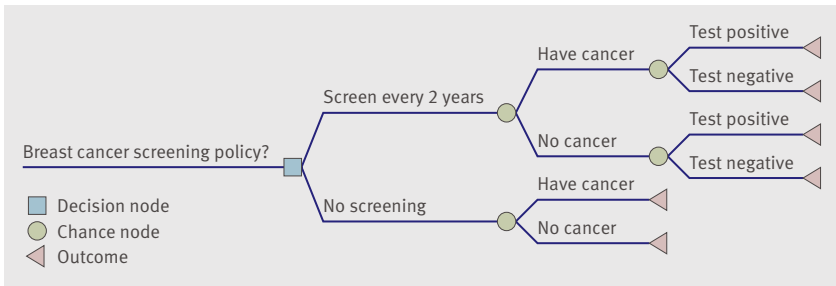 Test positive
Have cancer
Test negative
Screen every 2 years
Test positive
No cancer
Test negative
Breast cancer screening policy?
Have cancer
No screening
No cancer
Decision node
Chance node
Outcome